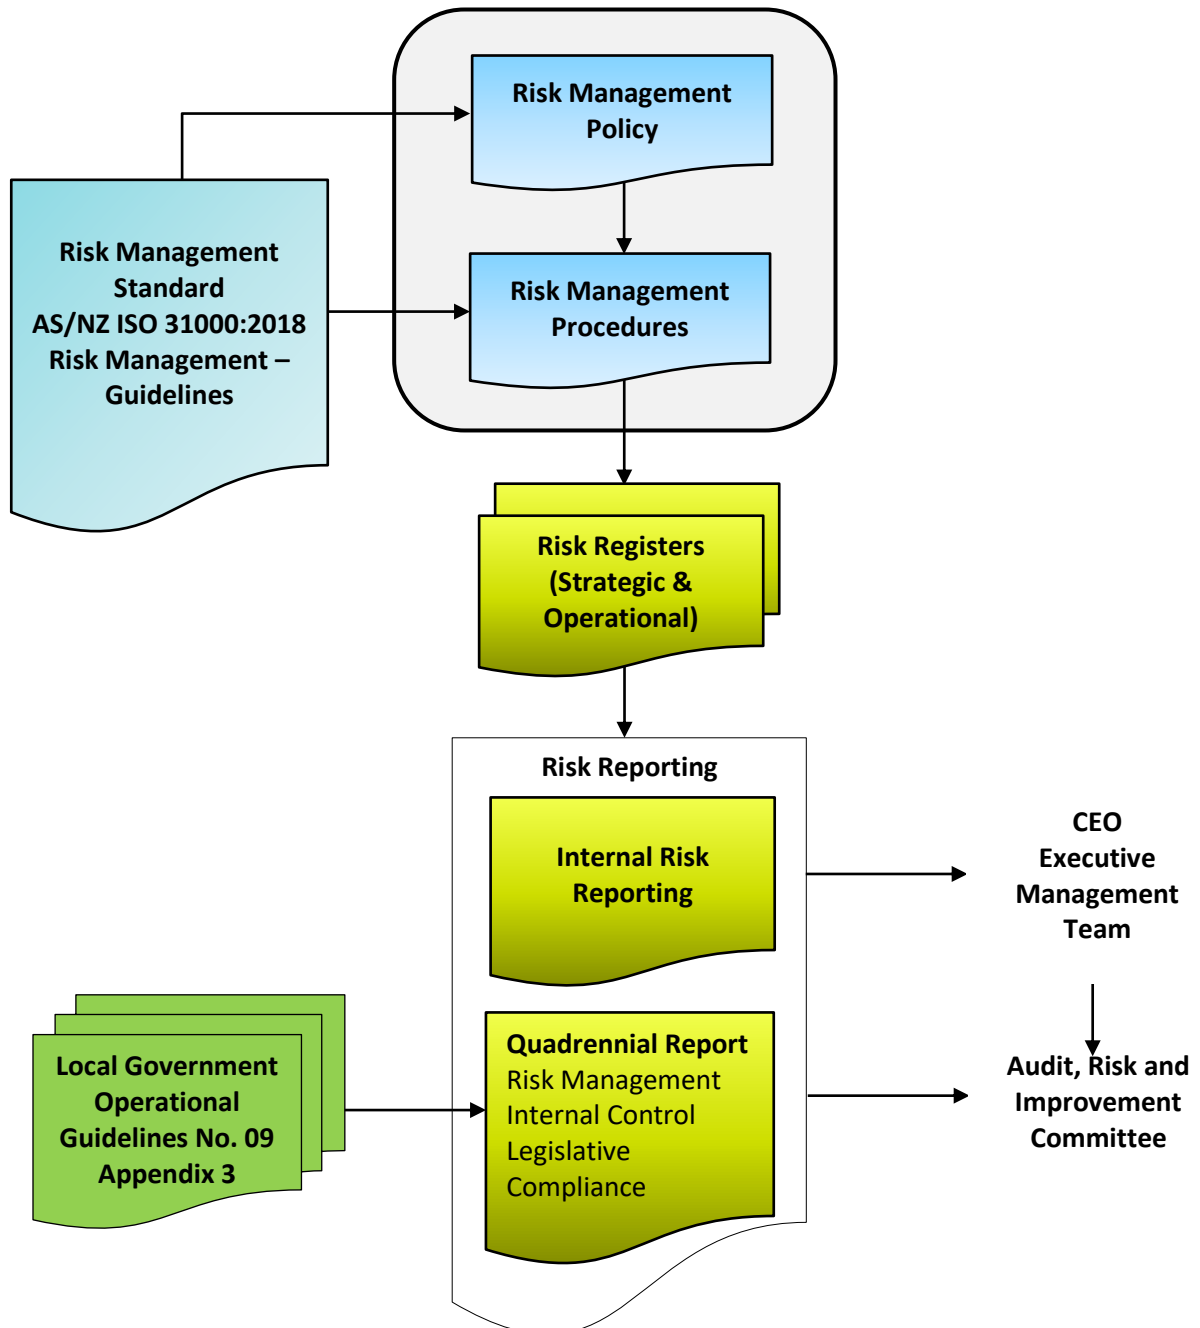 Risk Management
Policy
Risk Management
Standard
AS/NZ ISO 31000:2018
Risk Management –
Guidelines
Risk Management
Procedures
Risk Registers
(Strategic &
Operational)
Risk Reporting
Internal Risk
Reporting
CEO
Executive
Management
Team
Quadrennial Report
Risk Management
Internal Control
Legislative
Compliance
Local Government
Operational
Guidelines No. 09
Appendix 3
Audit, Risk and
Improvement
Committee